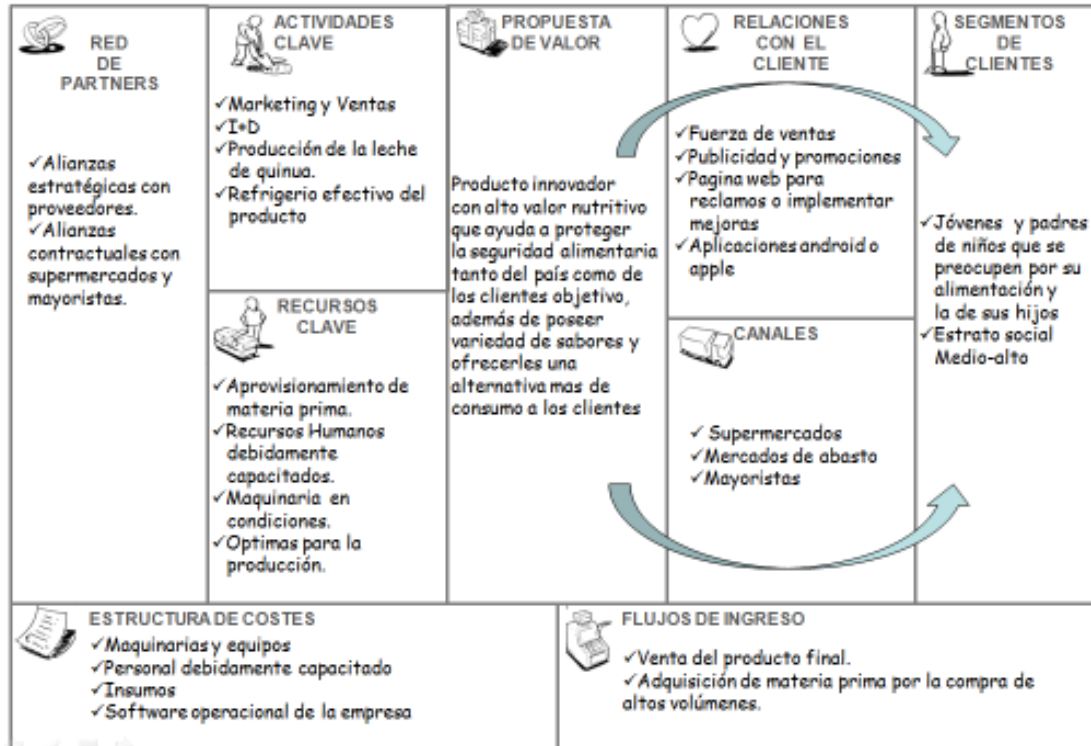 RED
DE
PARTNERS
✓Alianzas
estratégicas con
proveedores.
✓Alianzas
contractuales con
supermercados y
mayoristas.
ACTIVIDADES
CLAVE
✓Marketing y Ventas
✓I+D
✓Producción de la leche
de quinua.
✓Refrigerio efectivo del
producto
RECURSOS
CLAVE
✓Aprovisionamiento de
materia prima.
✓Recursos Humanos
debidamente
capacitados.
✓Maquinaria en
condiciones.
✓Optimas para la
producción.
PROPUESTA
DE VALOR
Producto innovador
con alto valor nutritivo
que ayuda a proteger
la seguridad alimentaria
tanto del país como de
los clientes objetivo,
además de poseer
variedad de sabores y
ofrecerles una
alternativa mas de
consumo a los clientes
RELACIONES
CON EL
CLIENTE
✓Fuerza de ventas
✓Publicidad y promociones
✓Pagina web para
reclamos o implementar
mejoras
✓Aplicaciones android o
apple
CANALES
✓ Supermercados
✓Mercados de abasto
✓Mayoristas
SEGMENTOS
DE
CLIENTES
✓Jóvenes y padres
de niños que se
preocupen por su
alimentación y
la de sus hijos
✓Estrato social
Medio-alto
ESTRUCTURA DE COSTES
✓Maquinarias y equipos
✓Personal debidamente capacitado
✓Insumos
✓Software operacional de la empresa
FLUJOS DE INGRESO
✓Venta del producto final.
✓Adquisición de materia prima por la compra de
altos volúmenes.